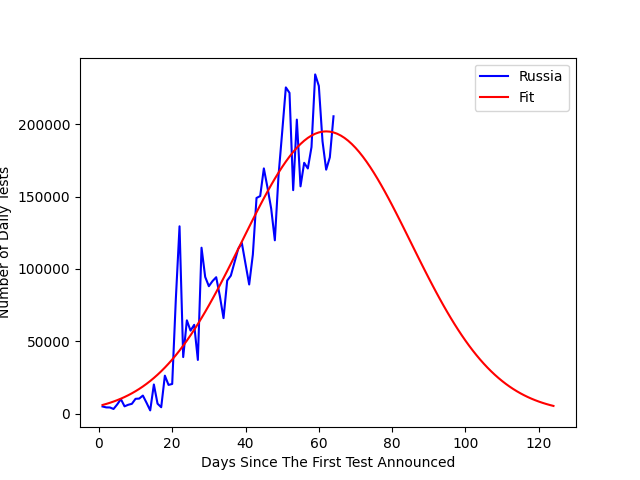 Russia
Fit
200000
150000
100000
50000
0
Number of Daily Tests
0 20 40 60 80 100 120
Days Since The First Test Announced